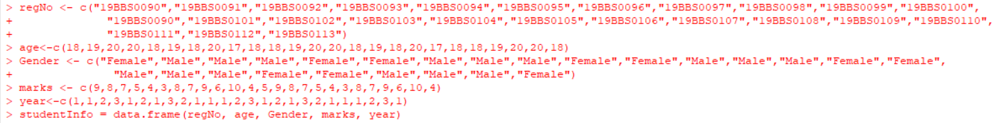 > regNo <- c("19BBS0090","19BBS0091","19BBS0092","19BBS0093","19BBS0094","19BBS0095","19BBS0096","19BBS0097","19BBS0098","19BBS0099","19BBS0100",
+ "19BBS0090","19BBS0101","19BBS0102","19BBS0103","19BBS0104","19BBS0105","19BBS0106","19BBS0107","19BBS0108","19BBS0109","19BBS0110",
+ "19BBS0111","19BBS0112","19BBS0113")
> age<-c(18,19,20,20,18,19,18,20,17,18,18,19,20,20,18,19,18,20,17,18,18,19,20,20,18)
> Gender <- c("Female","Male","Male","Male","Female","Female","Male","Male","Male","Female","Female","Male","Male","Male","Female","Female",
+ "Male","Male","Male","Female","Female","Male","Male","Male","Female")
> marks <- c(9,8,7,5,4,3,8,7,9,6,10,4,5,9,8,7,5,4,3,8,7,9,6,10,4)
> year<-c(1,1,2,3,1,2,1,3,2,1,1,1,2,3,1,2,1,3,2,1,1,1,2,3,1)
> studentInfo = data.frame(regNo, age, Gender, marks, year)